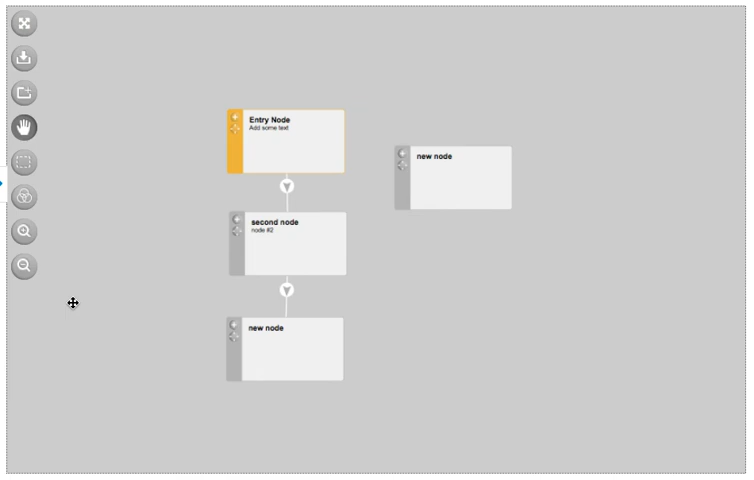 Entry Node
Add some text
new node
second node
node #2
new node